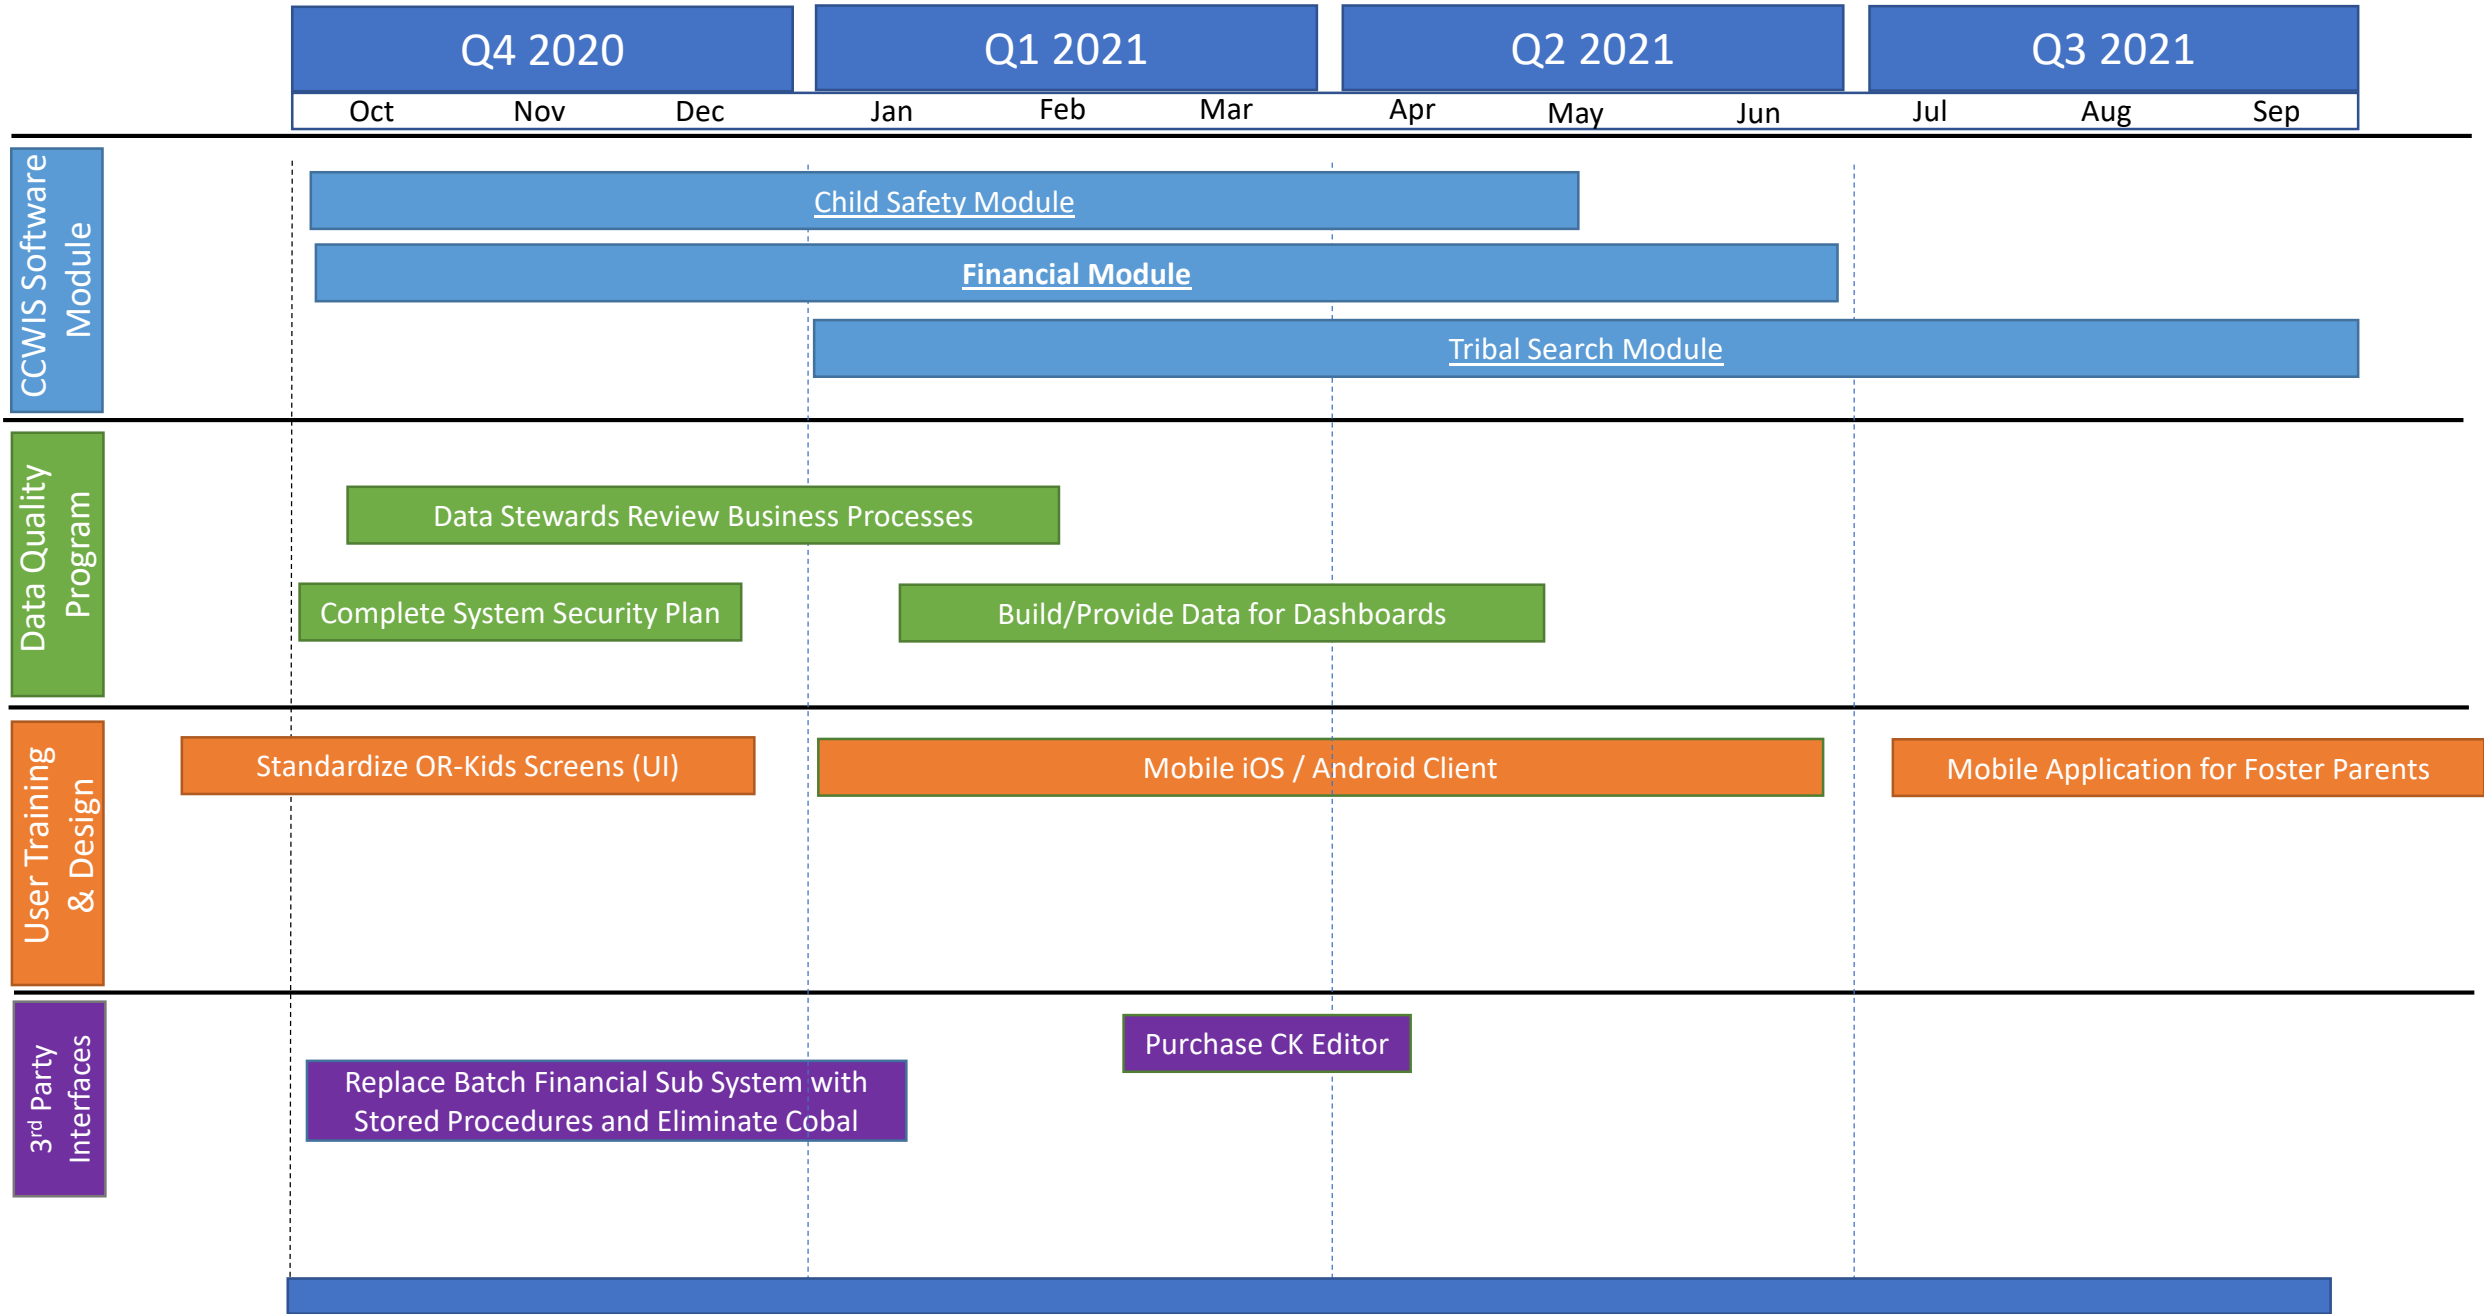 Q4 2020
Q1 2021
Q2 2021
Q3 2021
Oct
Nov
Dec
Jan
Feb
Mar
Apr
May
Jun
Jul
Aug
Sep
CCWIS Software
Module
Child Safety Module
Financial Module
Tribal Search Module
Data Quality
Program
Data Stewards Review Business Processes
Complete System Security Plan
Build/Provide Data for Dashboards
User Training
& Design
Standardize OR-Kids Screens (UI)
Mobile iOS / Android Client
Mobile Application for Foster Parents
3rd Party
Interfaces
Purchase CK Editor
Replace Batch Financial Sub System with
Stored Procedures and Eliminate Cobal